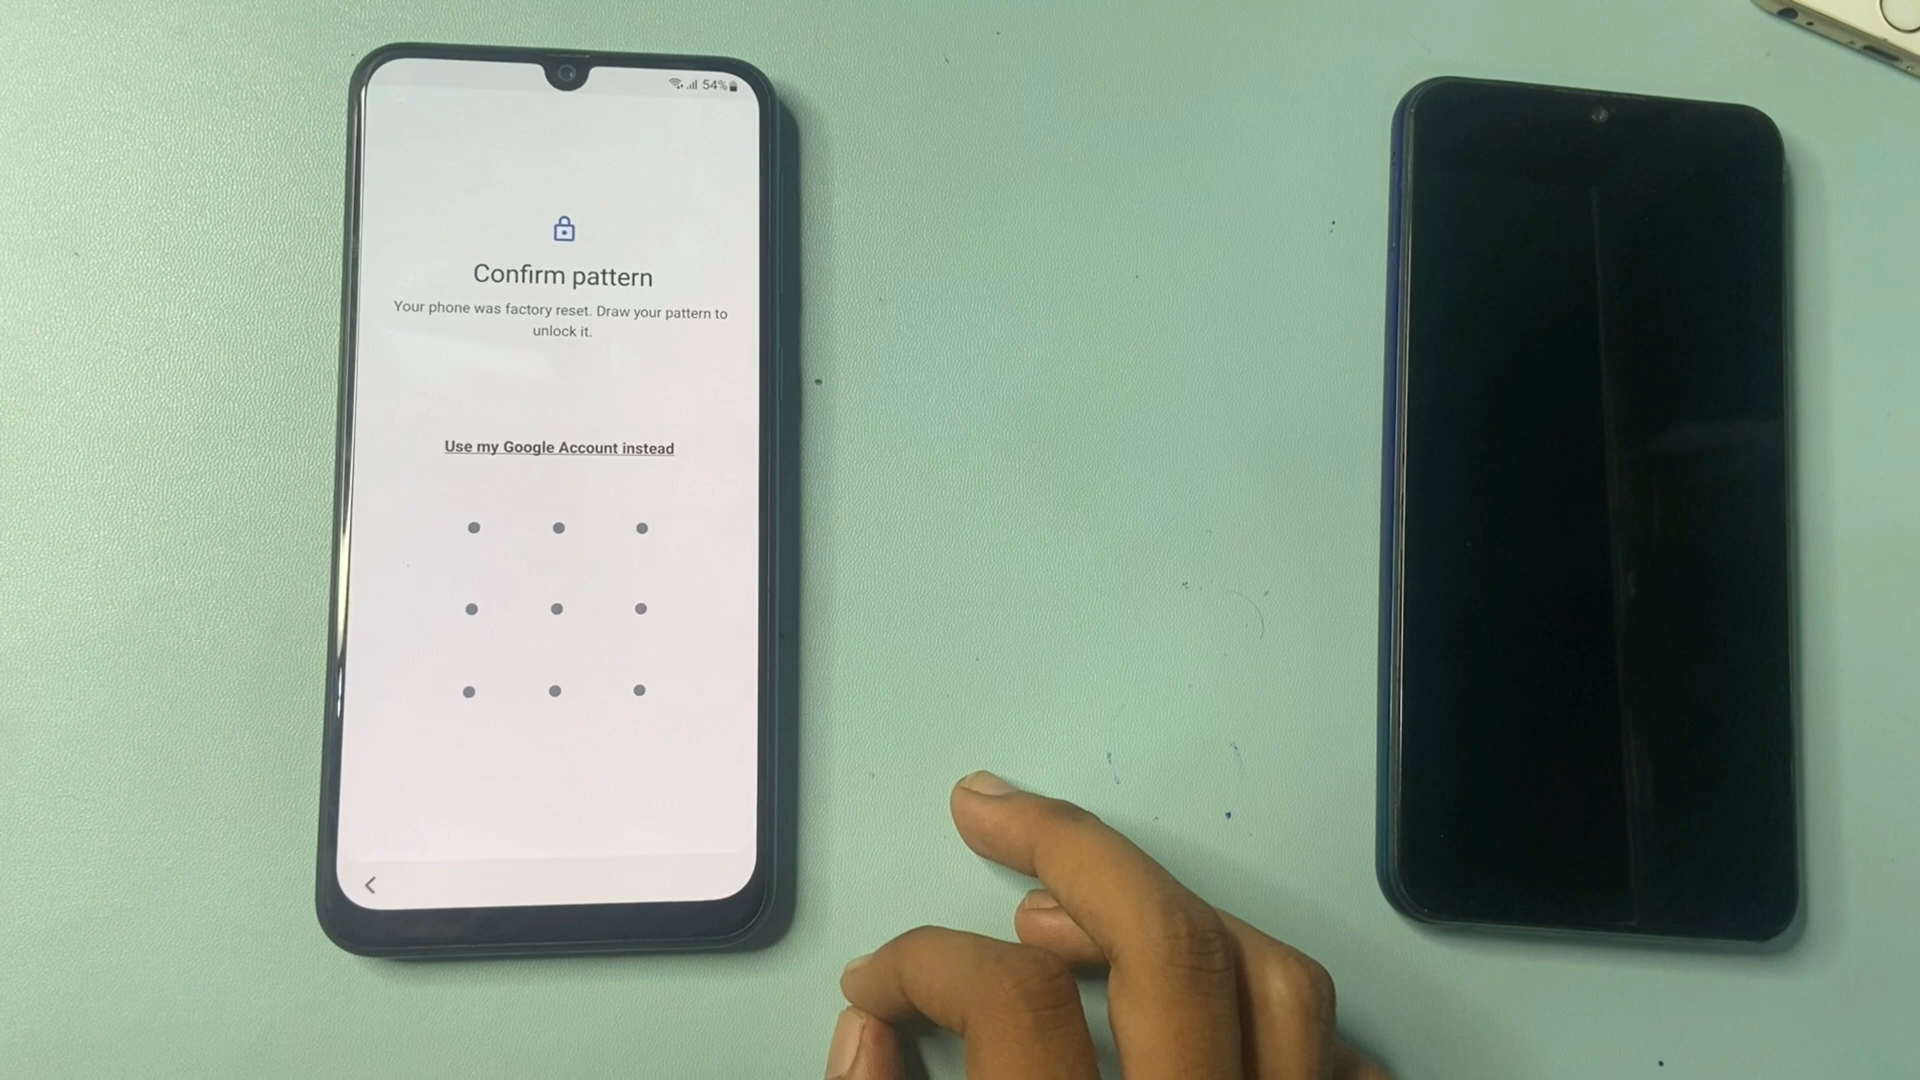 54%
Confirm pattern
Your phone was factory reset. Draw your pattern to
unlock it.
Use my Google Account instead